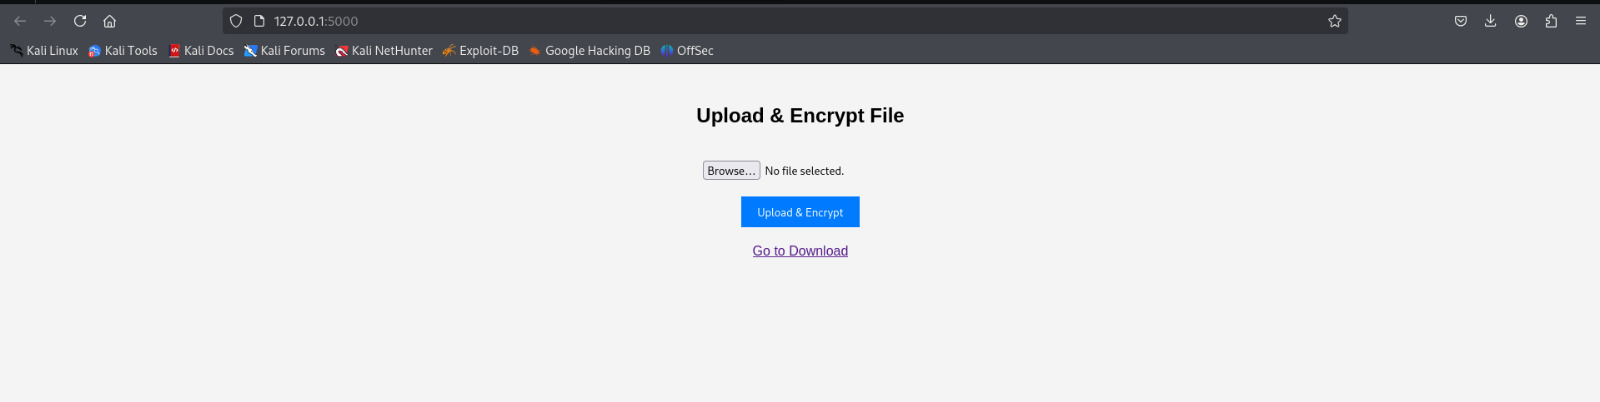 127.0.0.1:5000
Kali Linux Kali Tools Kali Docs Kali Forums Kali NetHunter Exploit-DB Google Hacking DB OffSec
Upload & Encrypt File
Browse... No file selected.
Upload & Encrypt
Go to Download